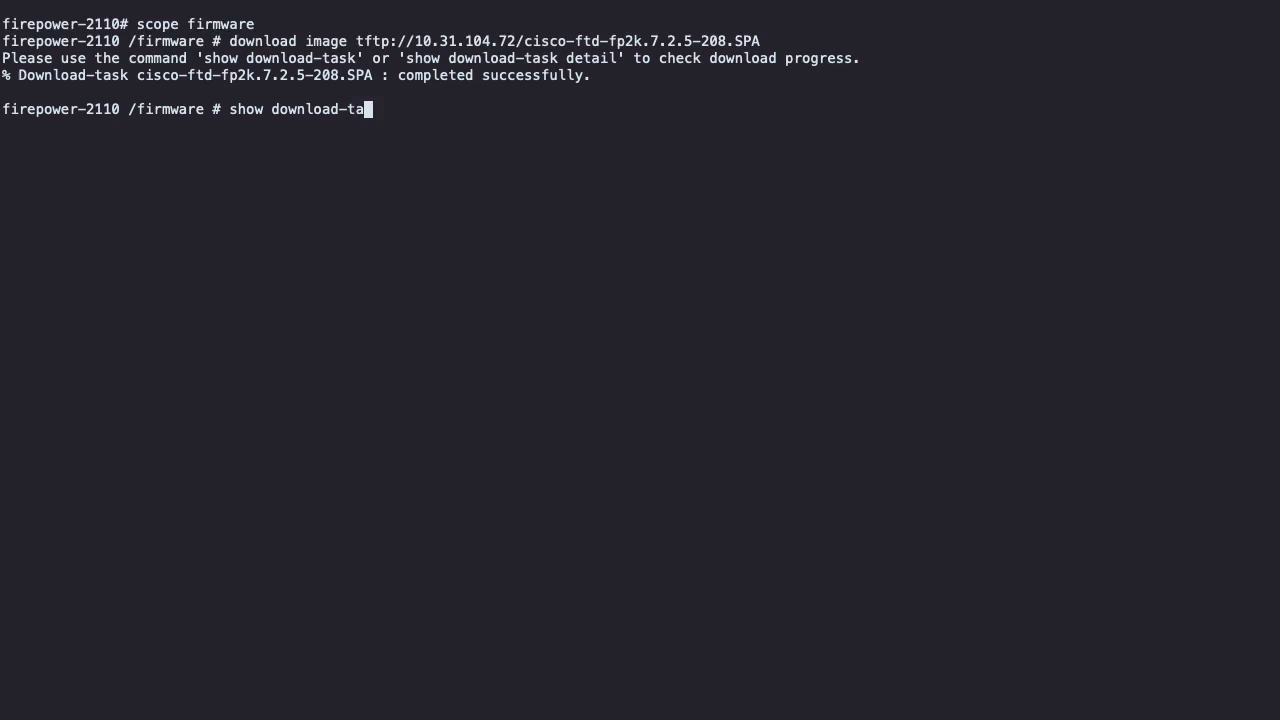 firepower-2110# scope firmware
firepower-2110 /firmware # download image tftp://10.31.104.72/cisco-ftd-fp2k.7.2.5-208.SPA
Please use the command 'show download-task' or 'show download-task detail' to check download progress.
% Download-task cisco-ftd-fp2k.7.2.5-208.SPA : completed successfully.
firepower-2110 /firmware # show download-ta